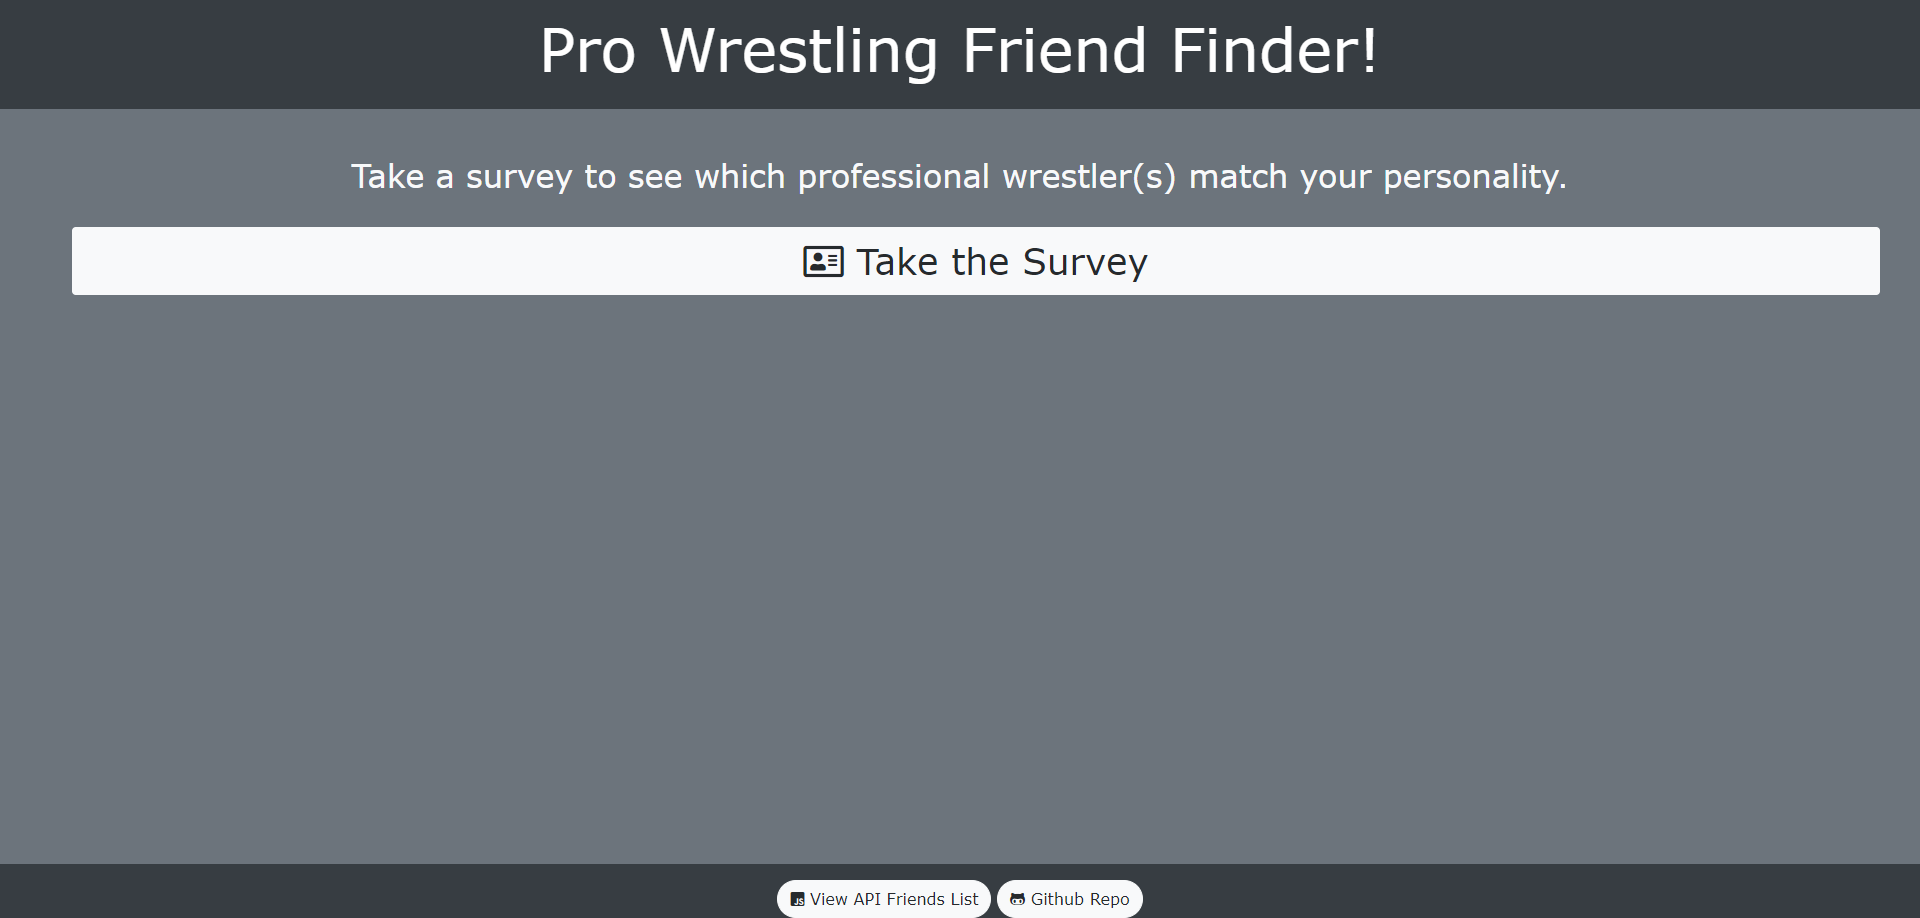 Pro Wrestling Friend Finder!
Take a survey to see which professional wrestler(s) match your personality.
Take the Survey
JS View API Friends List
Github Repo